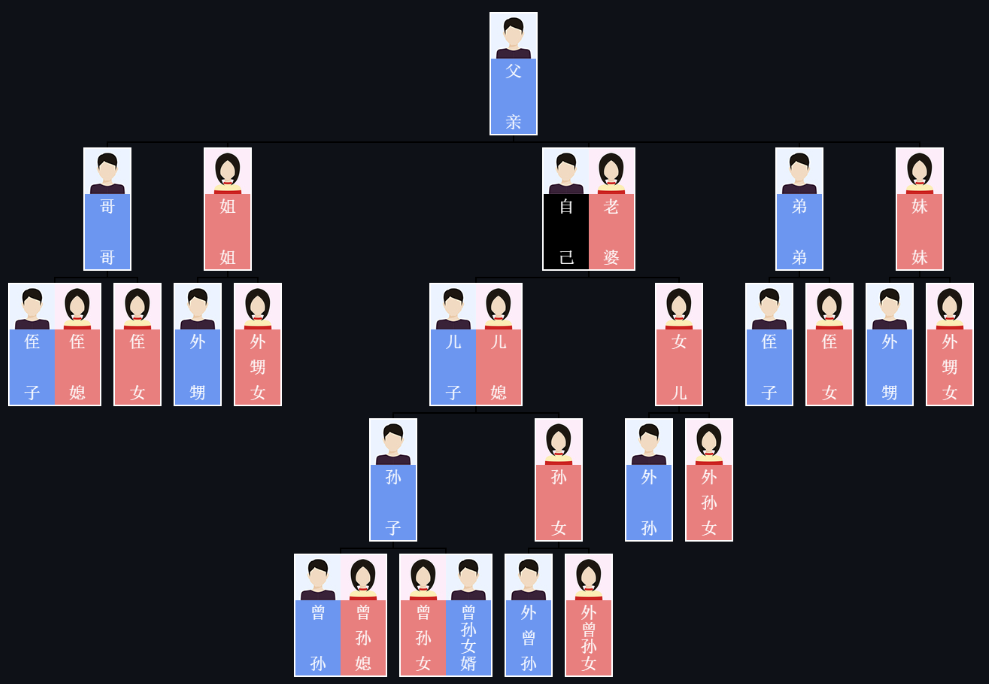 父亲
哥哥
姐姐
自己
老婆
弟弟
妹妹
侄子
侄媳
侄女
外甥
外甥女
儿子
儿媳
女儿
侄子
侄女
外甥
外甥女
孙子
孙女
外孙
外孙女
曾孙
曾孙媳
曾孙女
曾孙女婿
外曾孙
外曾孙女